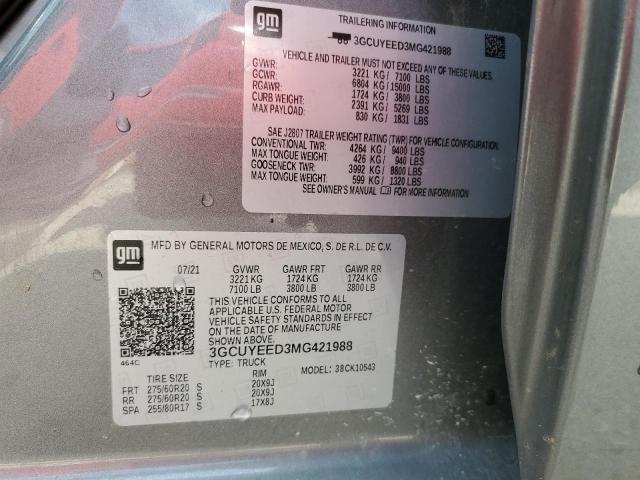 gm
TRAILERING INFORMATION
3GCUYEED3MG421988
VEHICLE AND TRAILER MUST NOT EXCEED ANY OF THESE VALUES.
GVWR: 3221 KG / 7100 LBS
GCWR: 6804 KG / 15000 LBS
RGAWR: 1724 KG / 3800 LBS
CURB WEIGHT: 2391 KG / 5269 LBS
MAX PAYLOAD: 830 KG / 1831 LBS
SAE J2807 TRAILER WEIGHT RATING (TWR) FOR VEHICLE CONFIGURATION.
CONVENTIONAL TWR: 4264 KG / 9400 LBS
MAX TONGUE WEIGHT: 426 KG / 940 LBS
GOOSENECK TWR: 3992 KG / 8800 LBS
MAX TONGUE WEIGHT: 599 KG / 1320 LBS
SEE OWNER'S MANUAL FOR MORE INFORMATION
gm
MFD BY GENERAL MOTORS DE MEXICO, S. DE R.L. DE C.V.
07/21 GVWR GAWR FRT GAWR RR
3221 KG 1724 KG 1724 KG
7100 LB 3800 LB 3800 LB
THIS VEHICLE CONFORMS TO ALL
APPLICABLE U.S. FEDERAL MOTOR
VEHICLE SAFETY STANDARDS IN EFFECT
ON THE DATE OF MANUFACTURE
SHOWN ABOVE.
3GCUYEED3MG421988
464C
TYPE: TRUCK
MODEL: 38CK10543
TIRE SIZE RIM
FRT 275/60R20 S 20X9J
RR 275/60R20 S 20X9J
SPA 255/80R17 S 17X8J